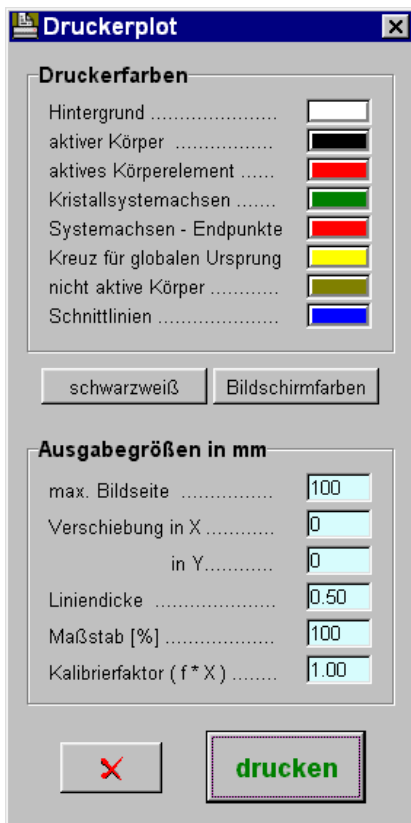 Druckerplot
Druckerfarben
Hintergrund ......................
aktiver Körper .................
aktives Körperelement ......
Kristallsystemachsen .......
Systemachsen - Endpunkte
Kreuz für globalen Ursprung
nicht aktive Körper ............
Schnittlinien .....................
schwarzweiß Bildschirmfarben
Ausgabegrößen in mm
max. Bildseite ................ 100
Verschiebung in X ............ 0
in Y............ 0
Liniendicke ..................... 0.50
Maßstab [%] ................... 100
Kalibrierfaktor ( f * X ) ........ 1.00
drucken